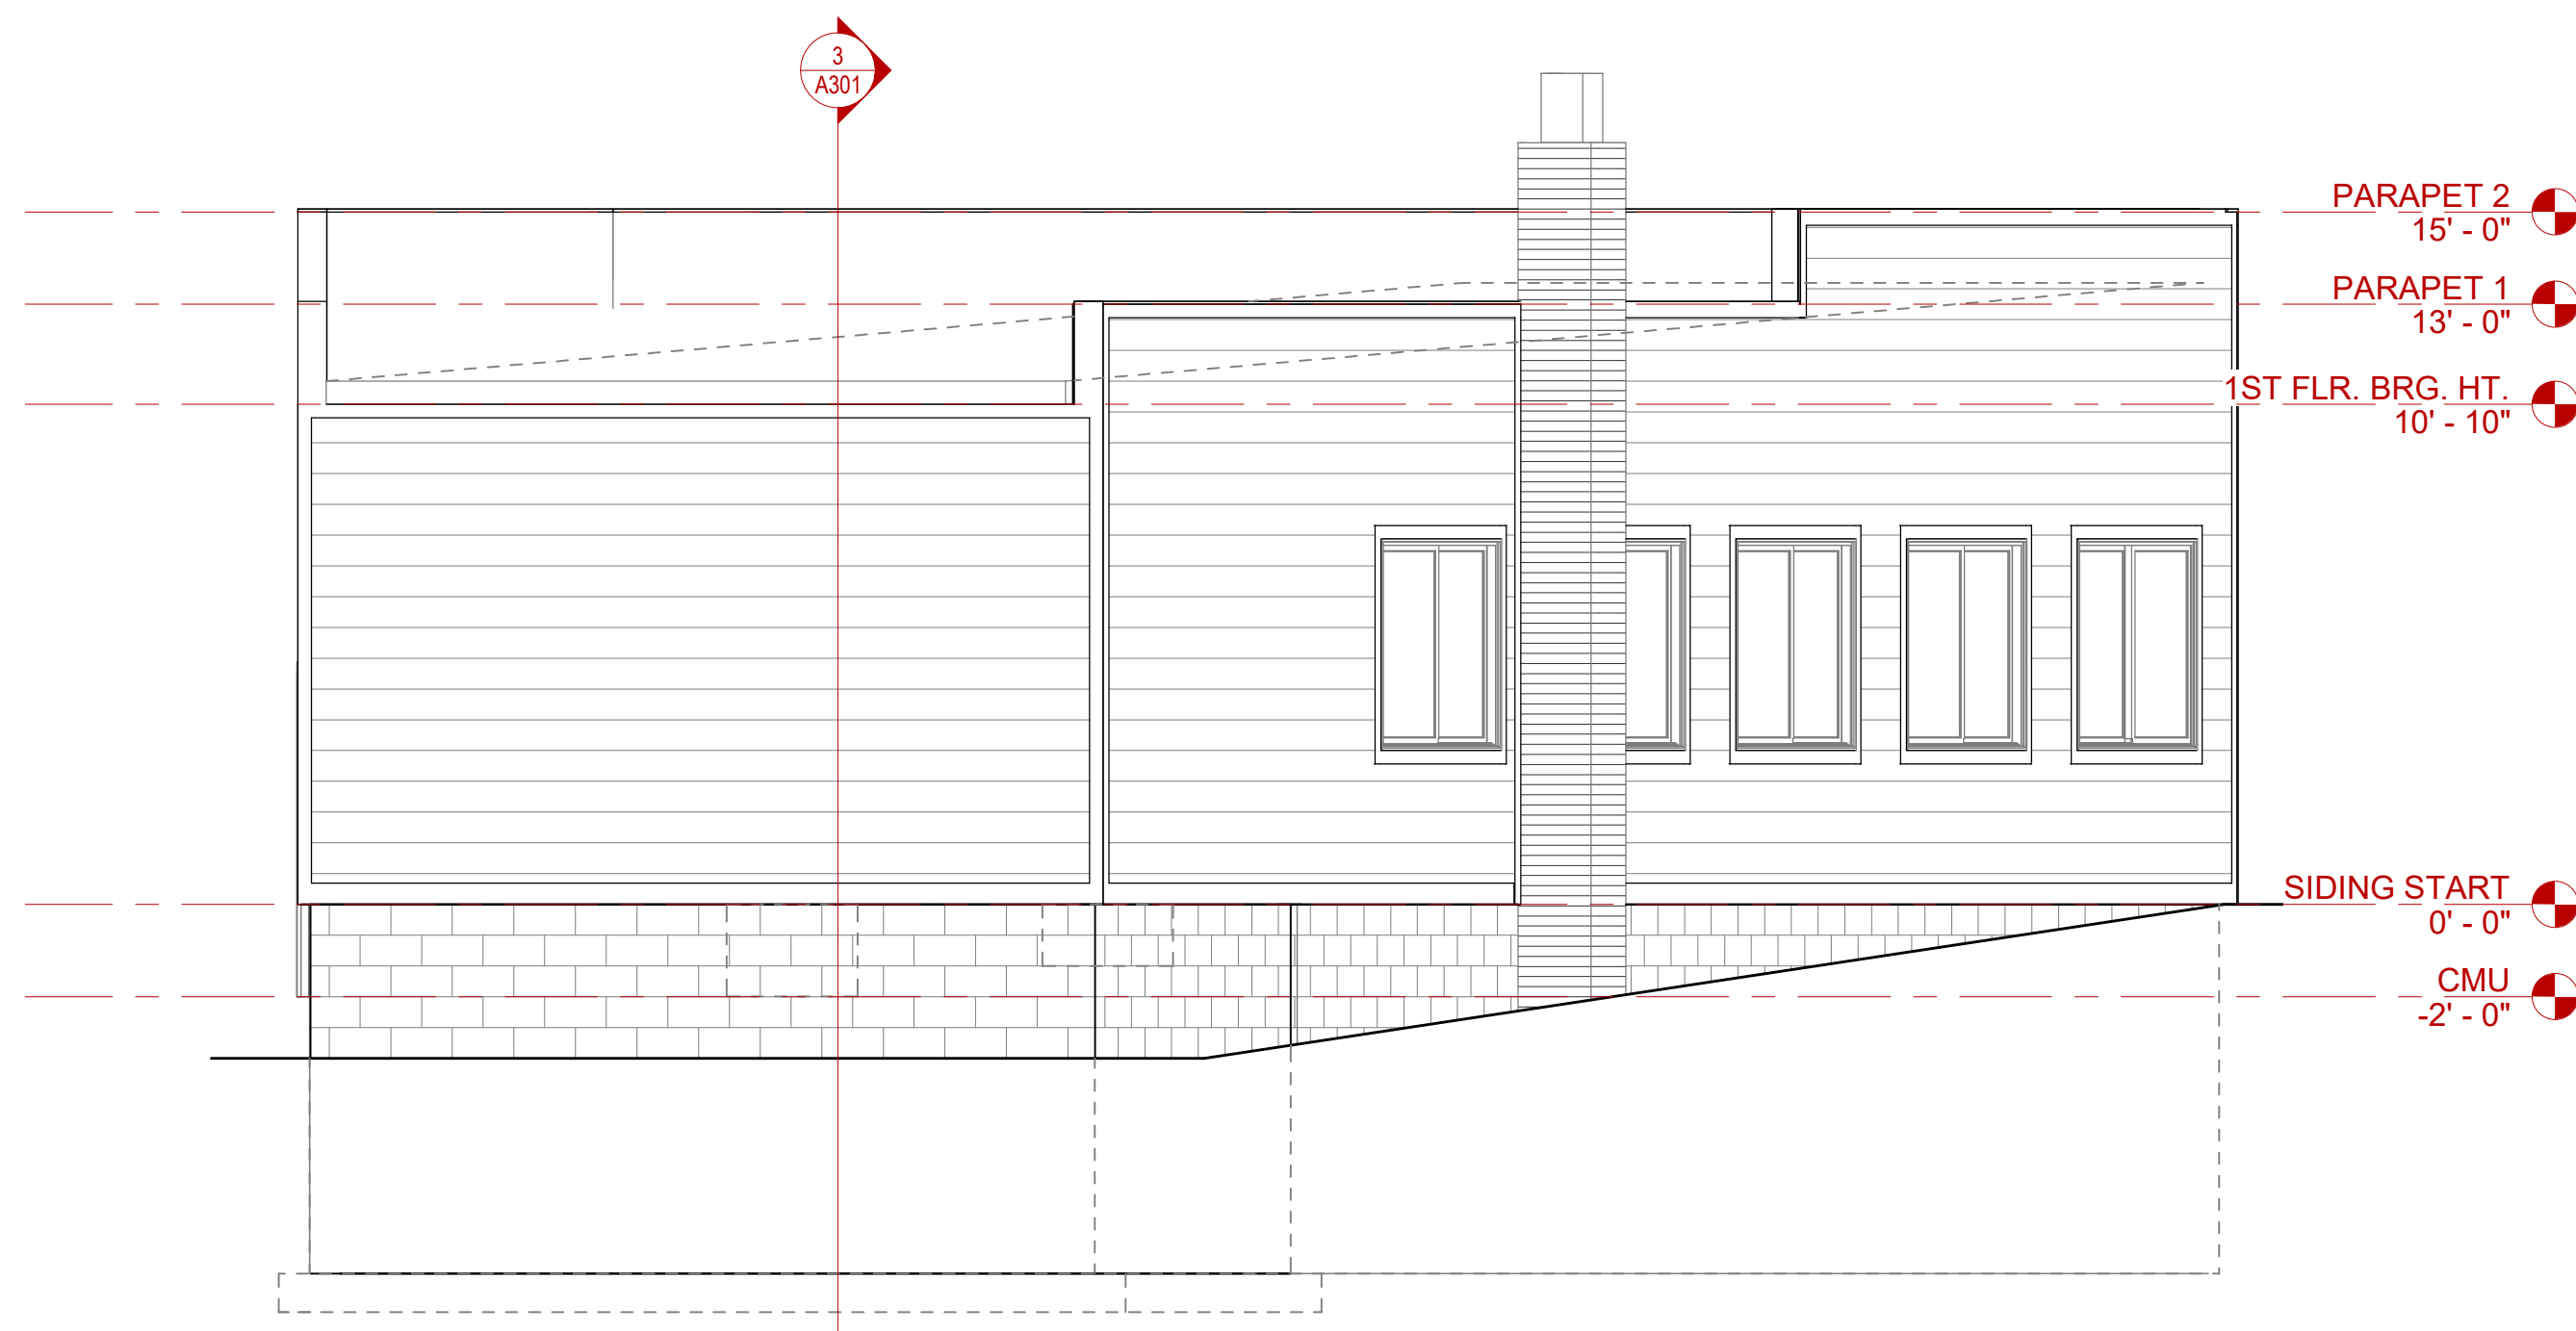 3
A301
PARAPET 2
15' - 0"
PARAPET 1
13' - 0"
1ST FLR. BRG. HT.
10' - 10"
SIDING START
0' - 0"
CMU
-2' - 0"